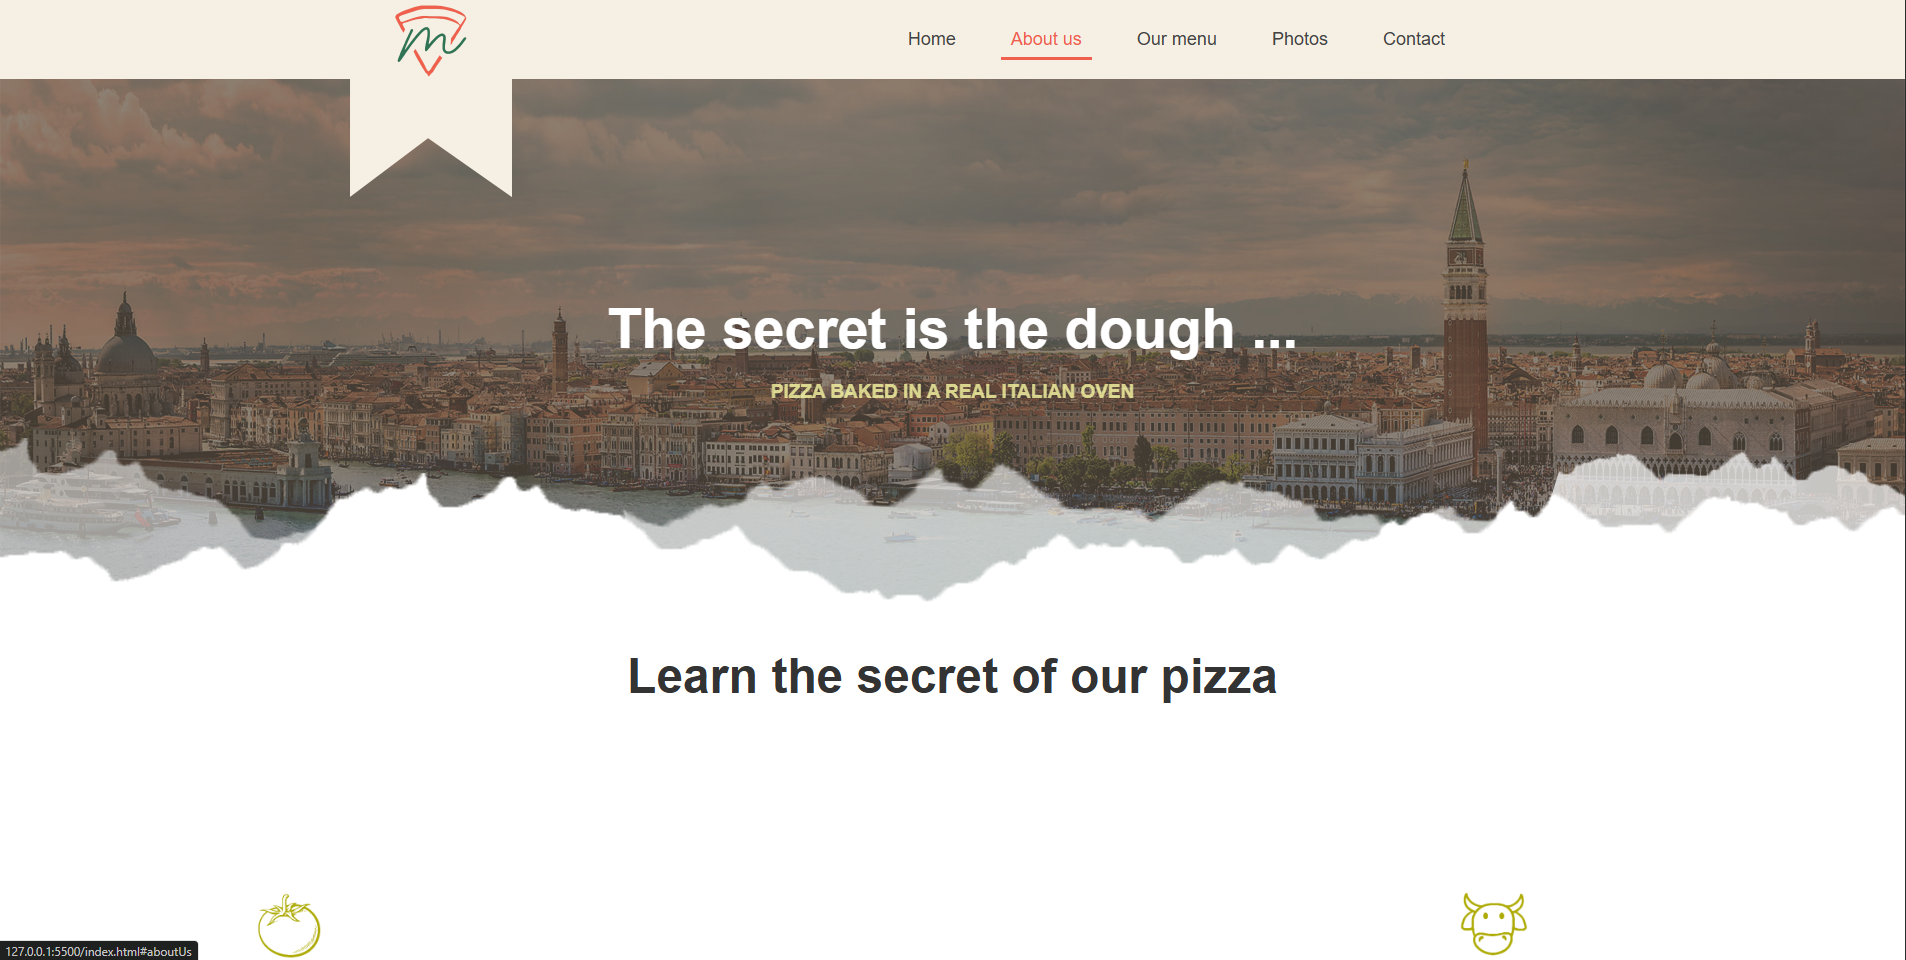 m
Home About us Our menu Photos Contact
The secret is the dough ...
PIZZA BAKED IN A REAL ITALIAN OVEN
Learn the secret of our pizza
127.0.0.1:5500/index.html#aboutUs